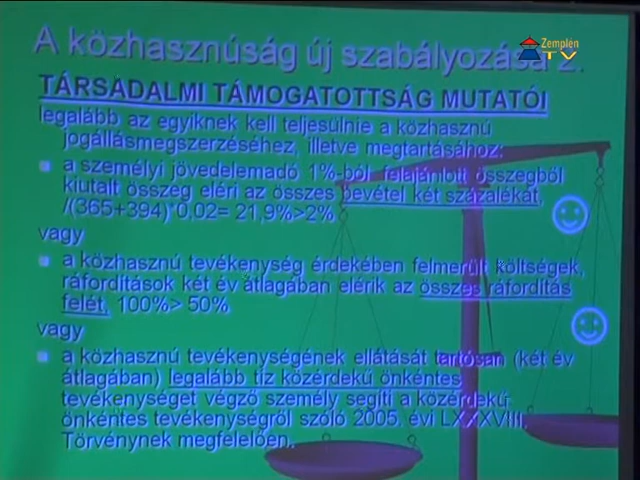 A közhasznúság új szabályozása 2.
Zemplén
TV
TÁRSADALMI TÁMOGATOTTSÁG MUTATÓI
legalább az egyiknek kell teljesülnie a közhasznú
jogállásmegszerzéséhez, illetve megtartásához:
a személyi jövedelemadó 1%-ból felajánlott összegből
kiutalt összeg eléri az összes bevétel két százalékát,
/(365+394)*0,02= 21,9%>2%
vagy
a közhasznú tevékenység érdekében felmerült költségek,
ráfordítások két év átlagában elérik az összes ráfordítás
felét, 100%> 50%
vagy
a közhasznú tevékenységének ellátását tartósan (két év
átlagában) legalább tíz közérdekű önkéntes
tevékenységet végző személy segíti a közérdekű
önkéntes tevékenységről szóló 2005. évi LXXXVIII.
Törvénynek megfelelően.